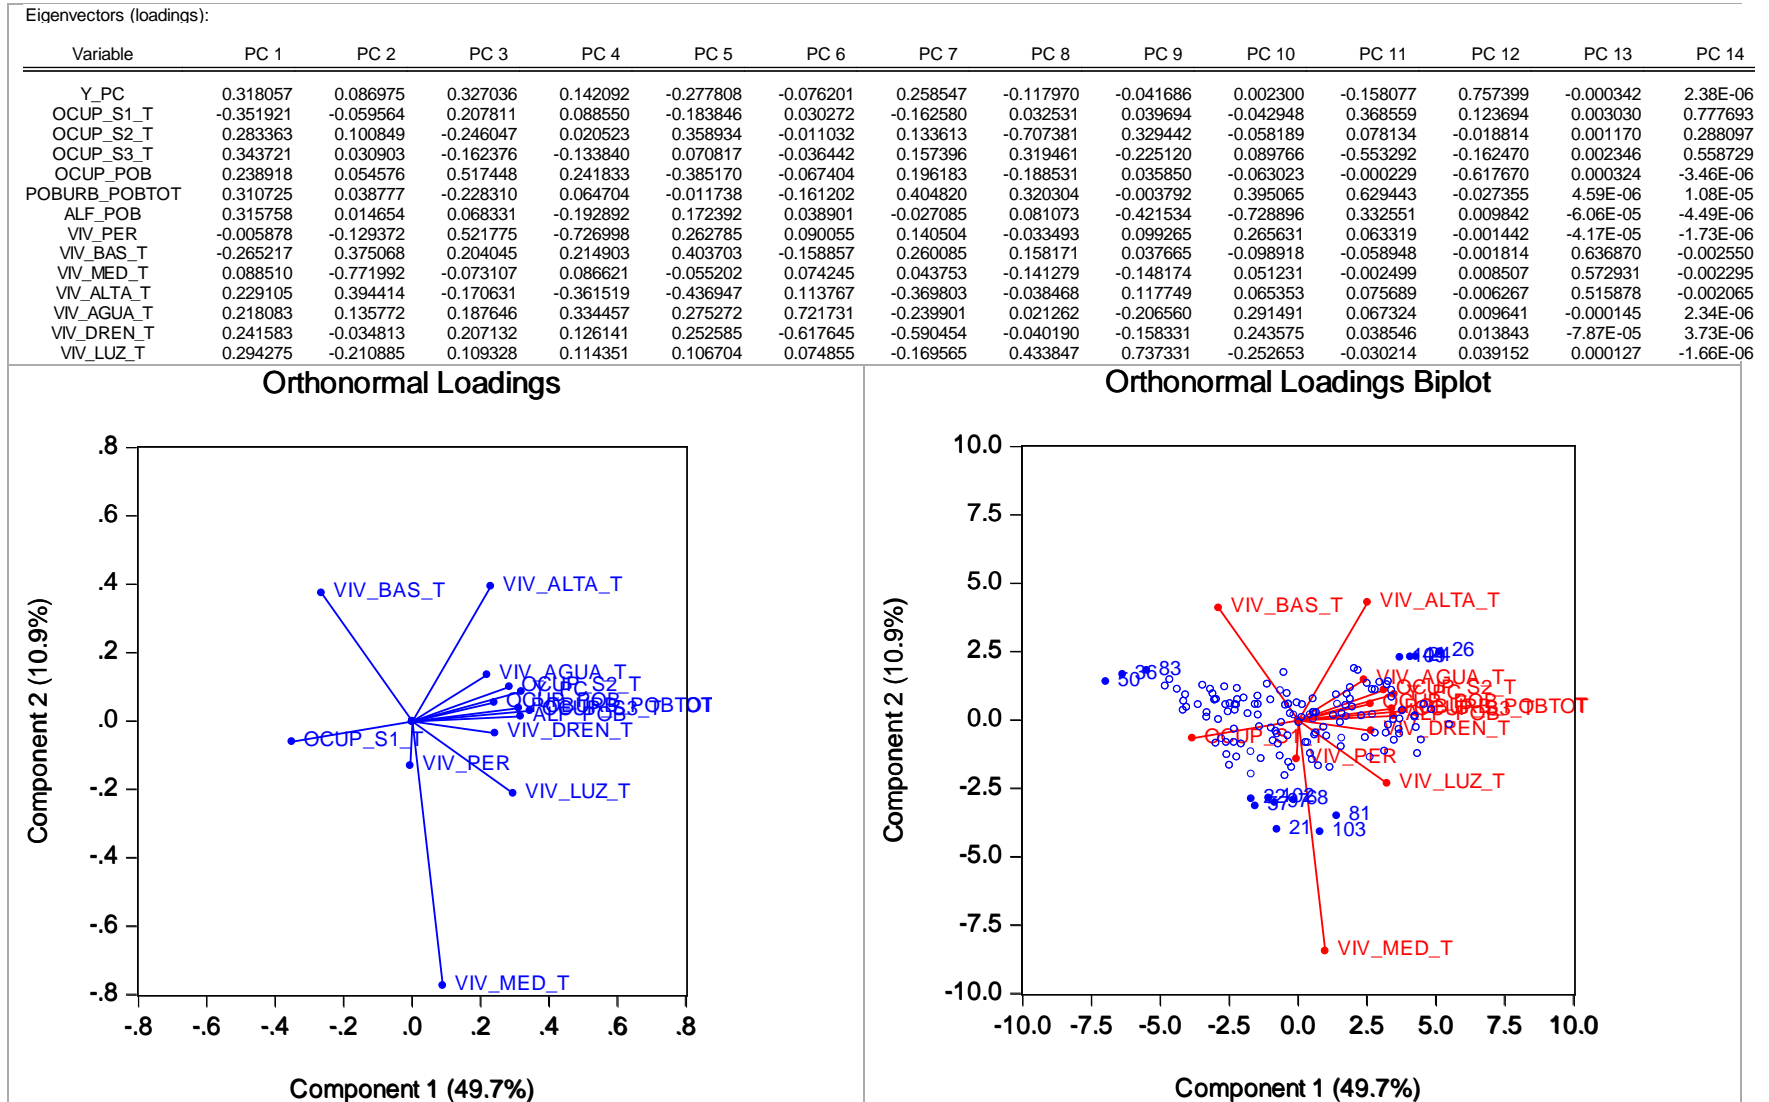 Eigenvectors (loadings):
Variable PC 1 PC 2 PC 3 PC 4 PC 5 PC 6 PC 7 PC 8 PC 9 PC 10 PC 11 PC 12 PC 13 PC 14
Y_PC 0.318057 0.086975 0.327036 0.142092 -0.277808 -0.076201 0.258547 -0.117970 -0.041686 0.002300 -0.158077 0.757399 -0.000342 2.38E-06
OCUP_S1_T -0.351921 -0.059564 0.207811 0.088550 -0.183846 0.030272 -0.162580 0.032531 0.039694 -0.042948 0.368559 0.123694 0.003030 0.777693
OCUP_S2_T 0.283363 0.100849 -0.246047 0.020523 0.358934 -0.011032 0.133613 -0.707381 0.329442 -0.058189 0.078134 -0.018814 0.001170 0.288097
OCUP_S3_T 0.343721 0.030903 -0.162376 -0.133840 0.070817 -0.036442 0.157396 0.319461 -0.225120 0.089766 -0.553292 -0.162470 0.002346 0.558729
OCUP_POB 0.238918 0.054576 0.517448 0.241833 -0.385170 -0.067404 0.196183 -0.188531 0.035850 -0.063023 -0.000229 -0.617670 0.000324 -3.46E-06
POBURB_POBTOT 0.310725 0.038777 -0.228310 0.064704 -0.011738 -0.161202 0.404820 0.320304 -0.003792 0.395065 0.629443 -0.027355 4.59E-06 1.08E-05
ALF_POB 0.315758 0.014654 0.068331 -0.192892 0.172392 0.038901 -0.027085 0.081073 -0.421534 -0.728896 0.332551 0.009842 -6.06E-05 -4.49E-06
VIV_PER -0.005878 -0.129372 0.521775 -0.726998 0.262785 0.090055 0.140504 -0.033493 0.099265 0.265631 0.063319 -0.001442 -4.17E-05 -1.73E-06
VIV_BAS_T -0.265217 0.375068 0.204045 0.214903 0.403703 -0.158857 0.260085 0.158171 0.037665 -0.098918 -0.058948 -0.001814 0.636870 -0.002550
VIV_MED_T 0.088510 -0.771992 -0.073107 0.086621 -0.055202 0.074245 0.043753 -0.141279 -0.148174 0.051231 -0.002499 0.008507 0.572931 -0.002295
VIV_ALTA_T 0.229105 0.394414 -0.170631 -0.361519 -0.436947 0.113767 -0.369803 -0.038468 0.117749 0.065353 0.075689 -0.006267 0.515878 -0.002065
VIV_AGUA_T 0.218083 0.135772 0.187646 0.334457 0.275272 0.721731 -0.239901 0.021262 -0.206560 0.291491 0.067324 0.009641 -0.000145 2.34E-06
VIV_DREN_T 0.241583 -0.034813 0.207132 0.126141 0.252585 -0.617645 -0.590454 -0.040190 -0.158331 0.243575 0.038546 0.013843 -7.87E-05 3.73E-06
VIV_LUZ_T 0.294275 -0.210885 0.109328 0.114351 0.106704 0.074855 -0.169565 0.433847 0.737331 -0.252653 -0.030214 0.039152 0.000127 -1.66E-06
Orthonormal Loadings
.8
.6
.4
.2
.0
-.2
-.4
-.6
-.8
Component 2 (10.9%)
VIV_BAS_T
VIV_ALTA_T
VIV_AGUA_T
OCUP_S2_T
ALF_POB
VIV_DREN_T
OCUP_S1_T
VIV_PER
VIV_LUZ_T
VIV_MED_T
-.8 -.6 -.4 -.2 .0 .2 .4 .6 .8
Component 1 (49.7%)
Orthonormal Loadings Biplot
10.0
7.5
5.0
2.5
0.0
-2.5
-5.0
-7.5
-10.0
Component 2 (10.9%)
VIV_BAS_T
VIV_ALTA_T
26
50 36 83
VIV_AGUA_T
OCUP_S2_T
VIV_DREN_T
OCUP_S1_T
VIV_PER
VIV_LUZ_T
81
21
103
VIV_MED_T
-10.0 -7.5 -5.0 -2.5 0.0 2.5 5.0 7.5 10.0
Component 1 (49.7%)